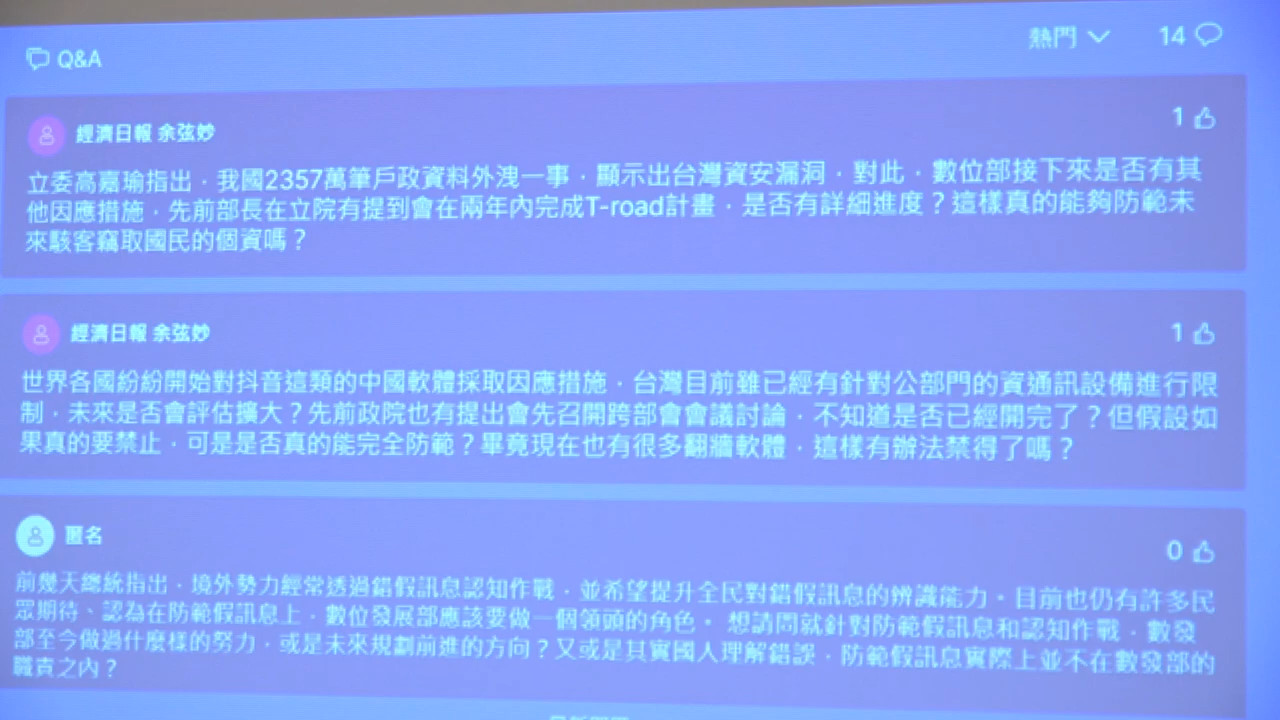 Q&A
熱門
14
經濟日報 余弦妙
1
立委高嘉瑜指出，我國2357萬筆戶政資料外洩一事，顯示出台灣資安漏洞，對此，數位部接下來是否有其
他因應措施，先前部長在立院有提到會在兩年內完成T-road計畫，是否有詳細進度？這樣真的能夠防範未
來駭客竊取國民的個資嗎？
經濟日報 余弦妙
1
世界各國紛紛開始對抖音這類的中國軟體採取因應措施，台灣目前雖已經有針對公部門的資通訊設備進行限
制，未來是否會評估擴大？先前政院也有提出會先召開跨部會會議討論，不知道是否已經開完了？但假設如
果真的要禁止，可是是否真的能完全防範？畢竟現在也有很多翻牆軟體，這樣有辦法禁得了嗎？
匿名
0
前幾天總統指出，境外勢力經常透過錯假訊息認知作戰，並希望提升全民對錯假訊息的辨識能力。目前也仍有許多民
眾期待、認為在防範假訊息上，數位發展部應該要做一個領頭的角色。 想請問就針對防範假訊息和認知作戰，數發
部至今做過什麼樣的努力，或是未來規劃前進的方向？又或是其實國人理解錯誤，防範假訊息實際上並不在數發部的
職責之內？